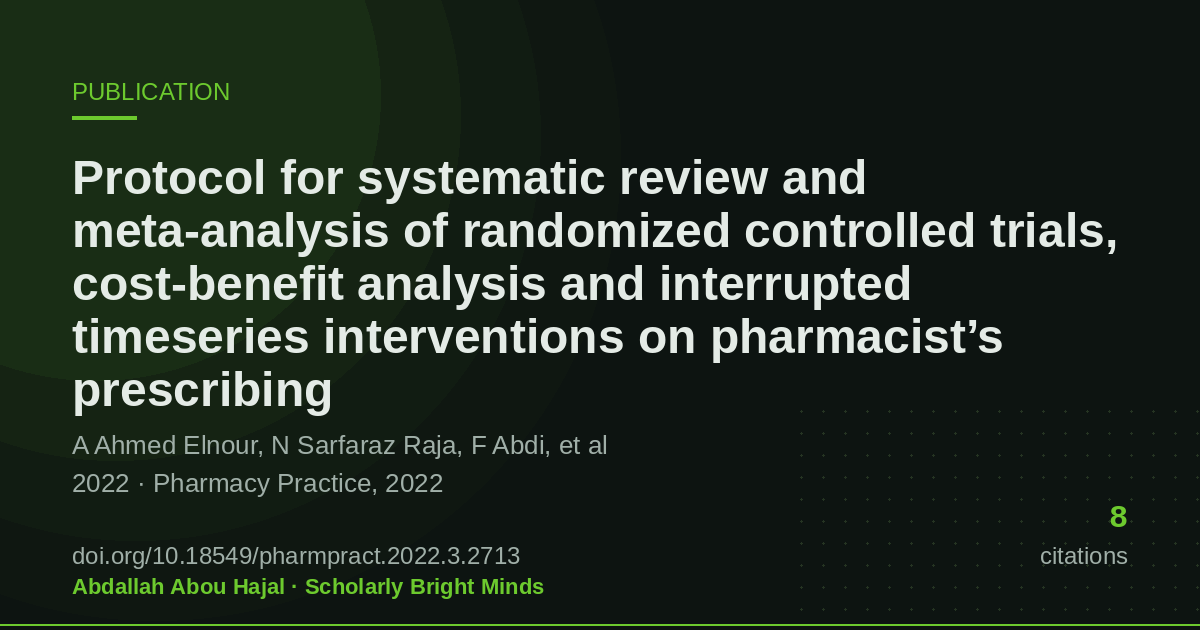 PUBLICATION
Protocol for systematic review and
meta-analysis of randomized controlled trials,
cost-benefit analysis and interrupted
timeseries interventions on pharmacist’s
prescribing
A Ahmed Elnour, N Sarfaraz Raja, F Abdi, et al
2022 · Pharmacy Practice, 2022
8
citations
doi.org/10.18549/pharmpract.2022.3.2713
Abdallah Abou Hajal · Scholarly Bright Minds